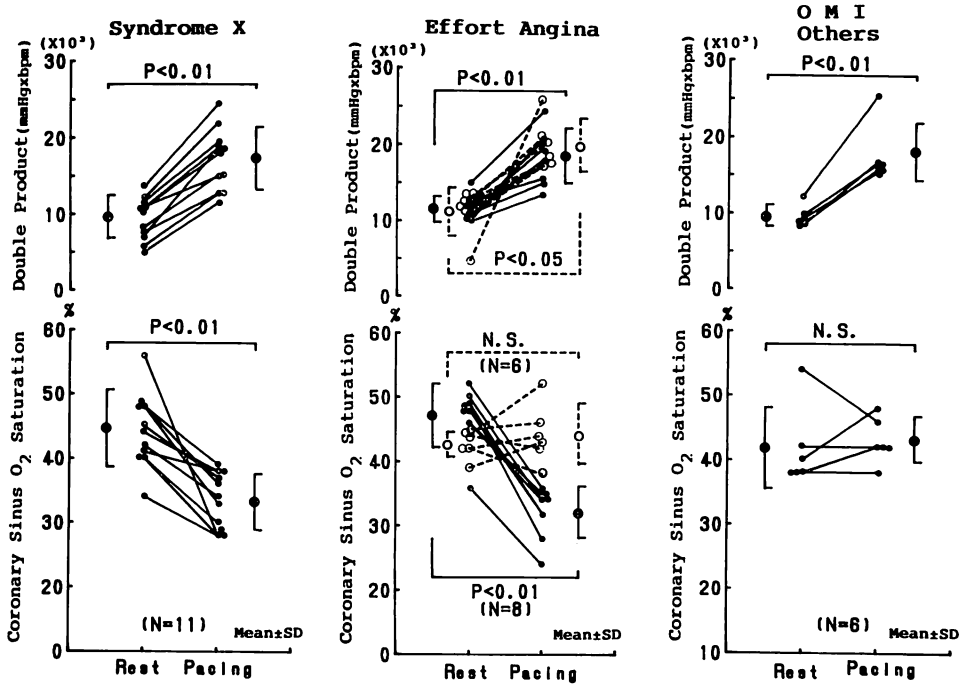 Syndrome X
Effort Angina
O M I
Others
(X10³)
Double Product(mmHgxbpm)
30
20
10
0
P<0.01
(X10³)
Double Product(mmHgxbpm)
30
20
10
0
P<0.01
P<0.05
(X10³)
Double Product(mmHgxbpm)
30
20
10
0
P<0.01
%
Coronary Sinus O₂ Saturation
60
50
40
30
20
0
P<0.01
(N=11)
Mean±SD
Rest Pacing
%
Coronary Sinus O₂ Saturation
60
50
40
30
20
0
N.S.
(N=6)
P<0.01
(N=8)
Mean±SD
Rest Pacing
%
Coronary Sinus O₂ Saturation
60
50
40
30
20
10
N.S.
(N=6)
Mean±SD
Rest Pacing